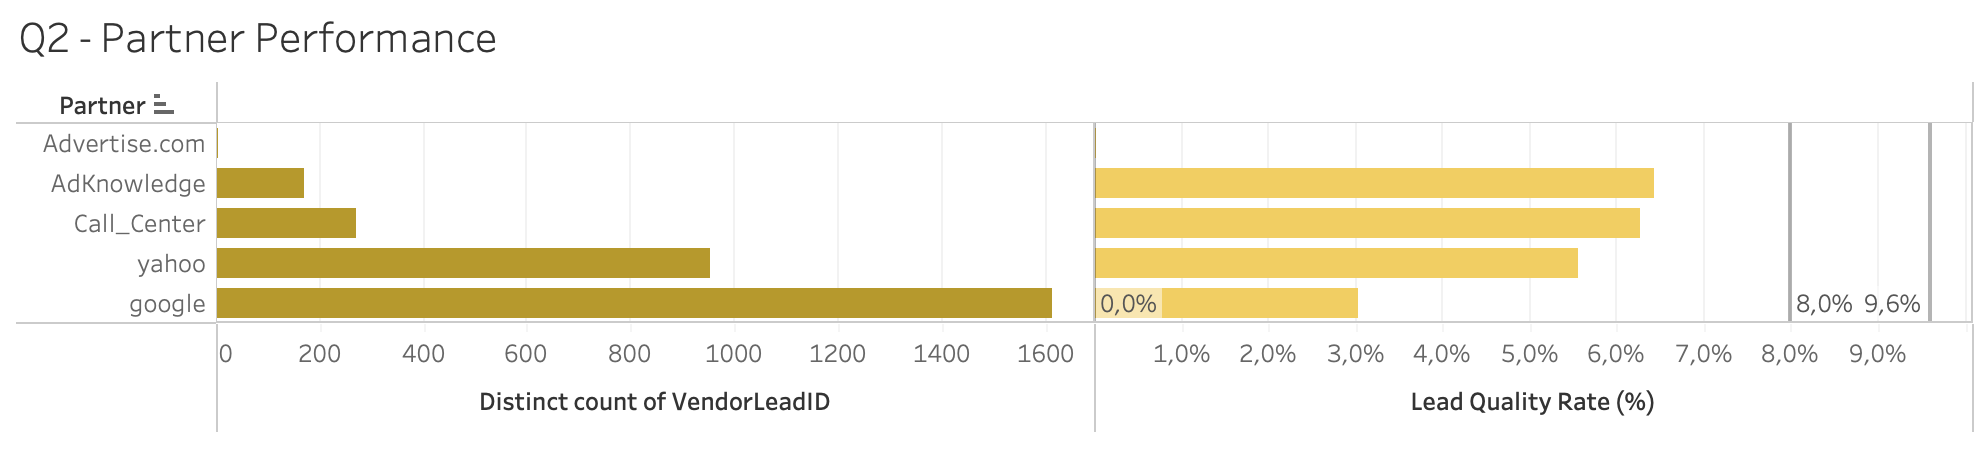 Q2 - Partner Performance
Partner
Advertise.com
AdKnowledge
Call_Center
yahoo
google
0,0%
8,0% 9,6%
0 200 400 600 800 1000 1200 1400 1600
1,0% 2,0% 3,0% 4,0% 5,0% 6,0% 7,0% 8,0% 9,0%
Distinct count of VendorLeadID
Lead Quality Rate (%)